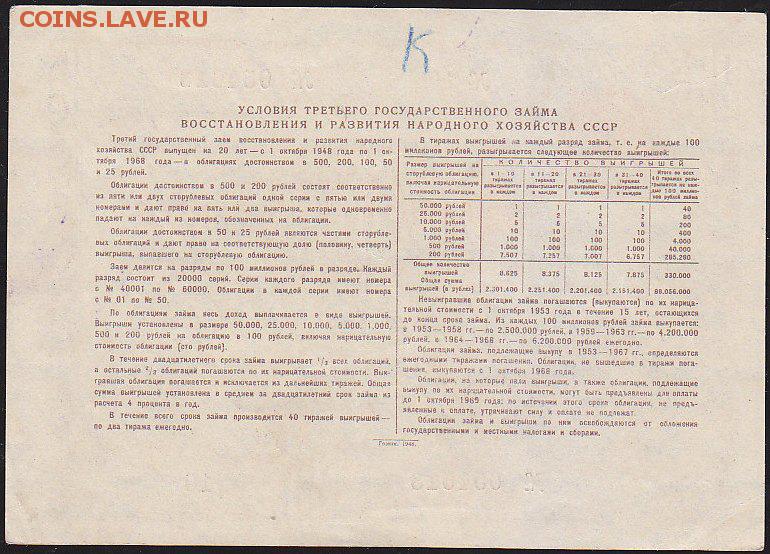 COINS.LAVE.RU
К
УСЛОВИЯ ТРЕТЬЕГО ГОСУДАРСТВЕННОГО ЗАЙМА
ВОССТАНОВЛЕНИЯ И РАЗВИТИЯ НАРОДНОГО ХОЗЯЙСТВА СССР
Третий государственный заем восстановления и развития народного
хозяйства СССР выпущен на 20 лет — с 1 октября 1948 года по 1 ок-
тября 1968 года — в облигациях достоинством в 500, 200, 100, 50
и 25 рублей.
Облигации достоинством в 500 и 200 рублей состоят соответственно
из пяти или двух сторублевых облигаций одной серии с пятью или двумя
номерами и дают право на пять или два выигрыша, которые одновременно
падают на каждый из номеров, обозначенных на облигации.
Облигации достоинством в 50 и 25 рублей являются частями сторуб-
левых облигаций и дают право на соответствующую долю (половину, четверть)
выигрыша, выпавшего на сторублевую облигацию.
Заем делится на разряды по 100 миллионов рублей в разряде. Каждый
разряд состоит из 20000 серий. Серии каждого разряда имеют номера
с № 40001 по № 60000. Облигации в каждой серии имеют номера
с № 01 по № 50.
По облигациям займа весь доход выплачивается в виде выигрышей.
Выигрыши установлены в размере 50.000, 25.000, 10.000, 5.000, 1.000,
500 и 200 рублей на облигацию в 100 рублей, включая нарицательную
стоимость облигации (сто рублей).
В течение двадцатилетнего срока займа выигрывает 1/3 всех облигаций,
а остальные 2/3 облигаций погашаются по их нарицательной стоимости. Выиг-
равшая облигация погашается и исключается из дальнейших тиражей. Общая
сумма выигрышей установлена в среднем за двадцатилетний срок займа из
расчета 4 процента в год.
В течение всего срока займа производится 40 тиражей выигрышей —
по два тиража ежегодно.
В тиражах выигрышей на каждый разряд займа, т. е. на каждые 100
миллионов рублей, разыгрывается следующее количество выигрышей:
Размер выигрышей на сторублевую облигацию, включая нарицательную стоимость облигации
КОЛИЧЕСТВО ВЫИГРЫШЕЙ
в 1—10 тиражах разыгрывается в каждом
в 11—20 тиражах разыгрывается в каждом
в 21—30 тиражах разыгрывается в каждом
в 31—40 тиражах разыгрывается в каждом
Итого во всех 40 тиражах разыгрывается на каждые 100 миллионов рублей займа
50.000 рублей 1 1 1 1 40
25.000 рублей 2 2 2 2 80
10.000 рублей 5 5 5 5 200
5.000 рублей 10 10 10 10 400
1.000 рублей 100 100 100 100 4.000
500 рублей 1.000 1.000 1.000 1.000 40.000
200 рублей 7.507 7.257 7.007 6.757 285.280
Общее количество выигрышей 8.625 8.375 8.125 7.875 330.000
Общая сумма выигрышей (в рублях) 2.301.400 2.251.400 2.201.400 2.151.400 89.056.000
Невыигравшие облигации займа погашаются (выкупаются) по их нарица-
тельной стоимости с 1 октября 1953 года в течение 15 лет, остающихся
до конца срока займа. Из каждых 100 миллионов рублей займа выкупается:
в 1953—1958 гг.— по 2.500.000 рублей, в 1959—1963 гг.— по 4.200.000
рублей, в 1964—1968 гг.— по 6.200.000 рублей ежегодно.
Облигации займа, подлежащие выкупу в 1953—1967 гг., определяются
ежегодными тиражами погашения. Облигации, не вышедшие в тиражи пога-
шения, выкупаются с 1 октября 1968 года.
Облигации, на которые пали выигрыши, а также облигации, подлежащие
выкупу по их нарицательной стоимости, могут быть предъявлены для оплаты
до 1 октября 1969 года; по истечении этого срока облигации, не предъ-
явленные к оплате, утрачивают силу и оплате не подлежат.
Облигации займа и выигрыши по ним освобождаются от обложения
государственными и местными налогами и сборами.
Гознак. 1948.